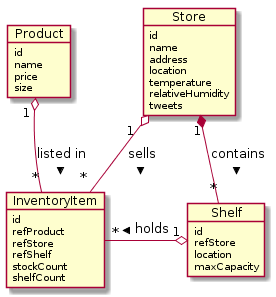 Product
id
name
price
size
Store
id
name
address
location
temperature
relativeHumidity
tweets
1
1
1
listed in
sells
contains
*
*
*
InventoryItem
id
refProduct
refStore
refShelf
stockCount
shelfCount
* holds 1
Shelf
id
refStore
location
maxCapacity